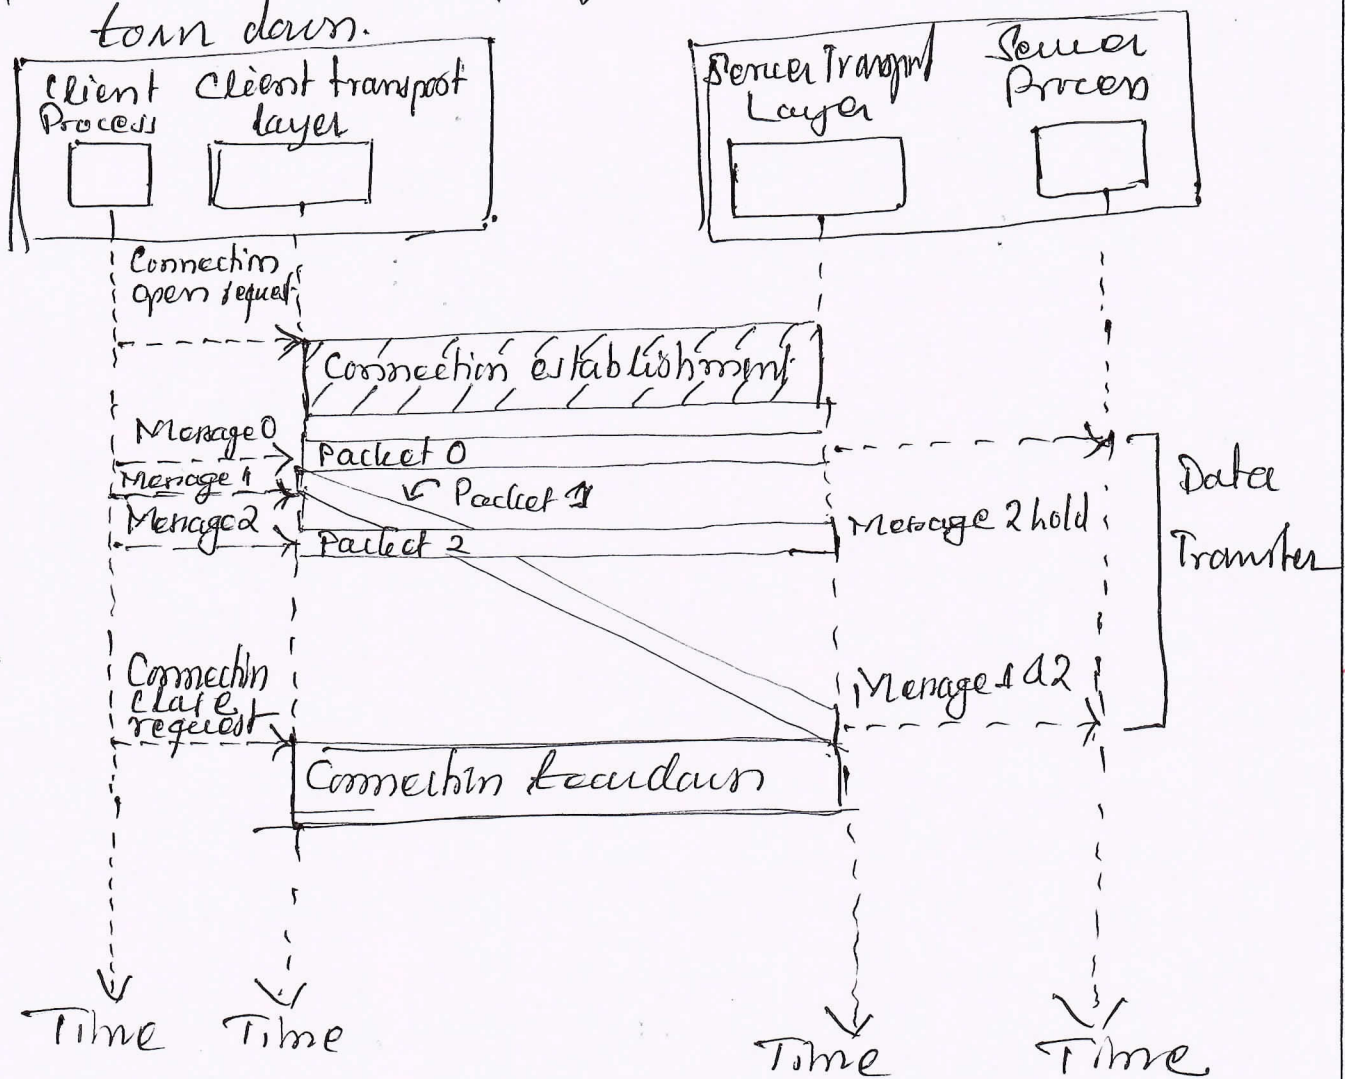 torn down.
Client
Process
Client transport
layer
Server Transport
Layer
Server
Process
Connection
open request
Connection establishment
Message 0
Packet 0
Message 1
Packet 1
Message 2
Packet 2
Message 2 hold
Data
Transfer
Connection
close
request
Message 1 & 2
Connection teardown
Time
Time
Time
Time